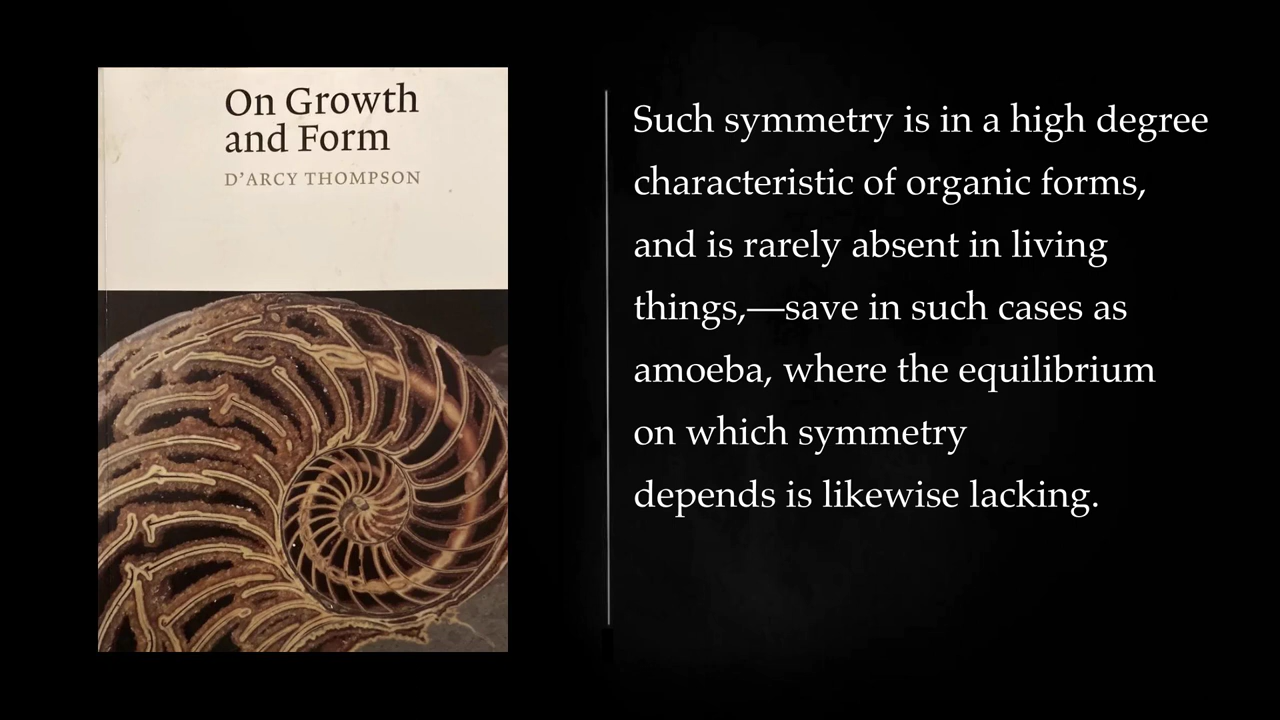 On Growth
and Form
D'ARCY THOMPSON
Such symmetry is in a high degree
characteristic of organic forms,
and is rarely absent in living
things,—save in such cases as
amoeba, where the equilibrium
on which symmetry
depends is likewise lacking.